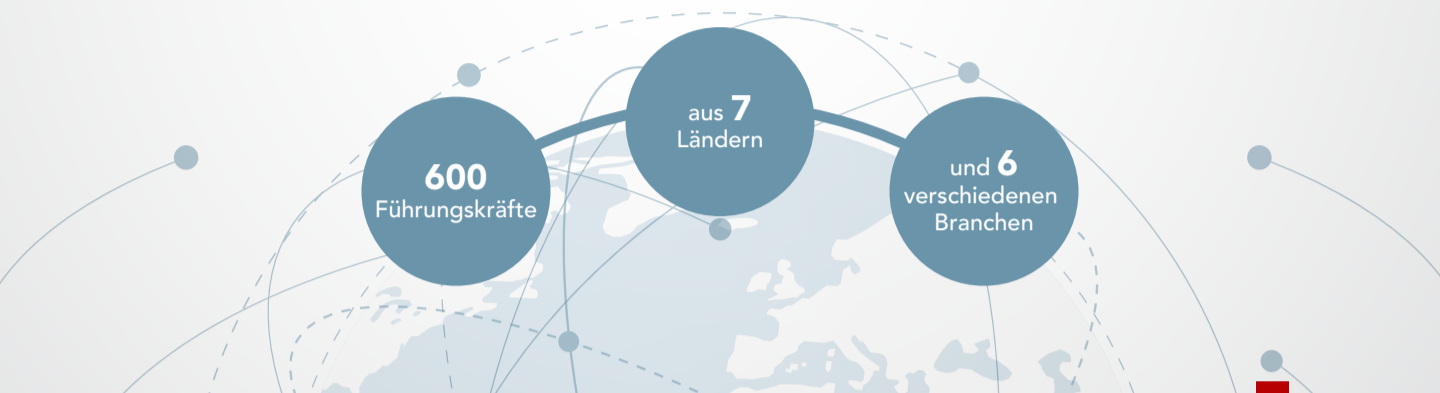 600
Führungskräfte
aus 7
Ländern
und 6
verschiedenen
Branchen